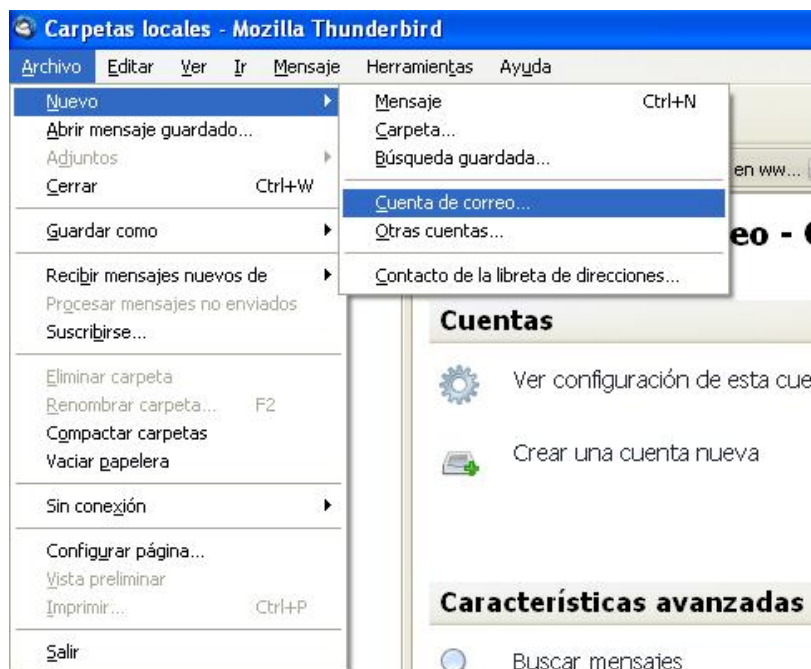 Carpetas locales - Mozilla Thunderbird
Archivo Editar Ver Ir Mensaje Herramientas Ayuda
Nuevo
Abrir mensaje guardado...
Adjuntos
Cerrar Ctrl+W
Guardar como
Recibir mensajes nuevos de
Procesar mensajes no enviados
Suscribirse...
Eliminar carpeta
Renombrar carpeta... F2
Compactar carpetas
Vaciar papelera
Sin conexión
Configurar página...
Vista preliminar
Imprimir... Ctrl+P
Salir
Mensaje Ctrl+N
Carpeta...
Búsqueda guardada...
Cuenta de correo...
Otras cuentas...
Contacto de la libreta de direcciones...
en ww...
eo -
Cuentas
Ver configuración de esta cue
Crear una cuenta nueva
Características avanzadas
Buscar mensajes